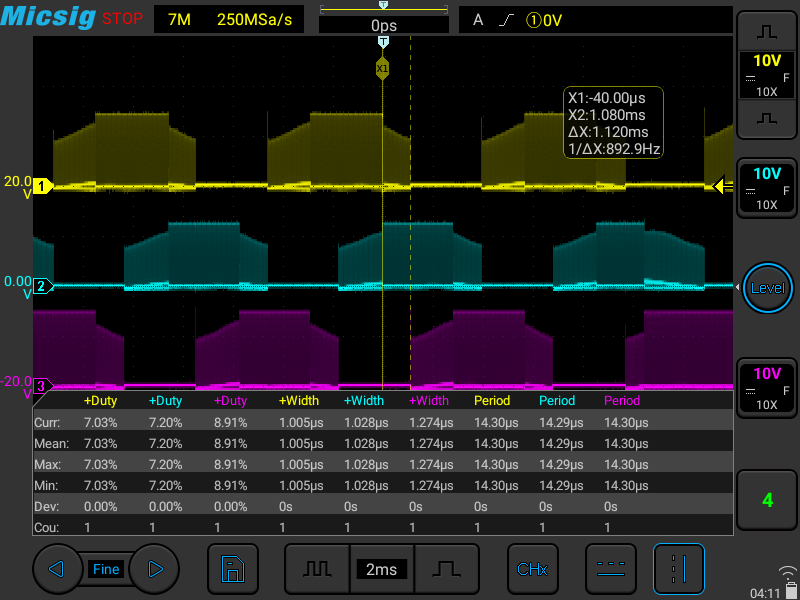 Micsig STOP 7M 250MSa/s 0ps A ①0V
T
X1
X1:-40.00μs
X2:1.080ms
ΔX:1.120ms
1/ΔX:892.9Hz
10V
F
10X
20.0
V
1
10V
F
10X
0.00
V
2
Level
-20.0
V
3
10V
F
10X
+Duty +Duty +Duty +Width +Width +Width Period Period Period
Curr: 7.03% 7.20% 8.91% 1.005μs 1.028μs 1.274μs 14.30μs 14.29μs 14.30μs
Mean: 7.03% 7.20% 8.91% 1.005μs 1.028μs 1.274μs 14.30μs 14.29μs 14.30μs
Max: 7.03% 7.20% 8.91% 1.005μs 1.028μs 1.274μs 14.30μs 14.29μs 14.30μs
Min: 7.03% 7.20% 8.91% 1.005μs 1.028μs 1.274μs 14.30μs 14.29μs 14.30μs
Dev: 0.00% 0.00% 0.00% 0s 0s 0s 0s 0s 0s
Cou: 1 1 1 1 1 1 1 1 1
4
Fine 2ms CHx
04:11